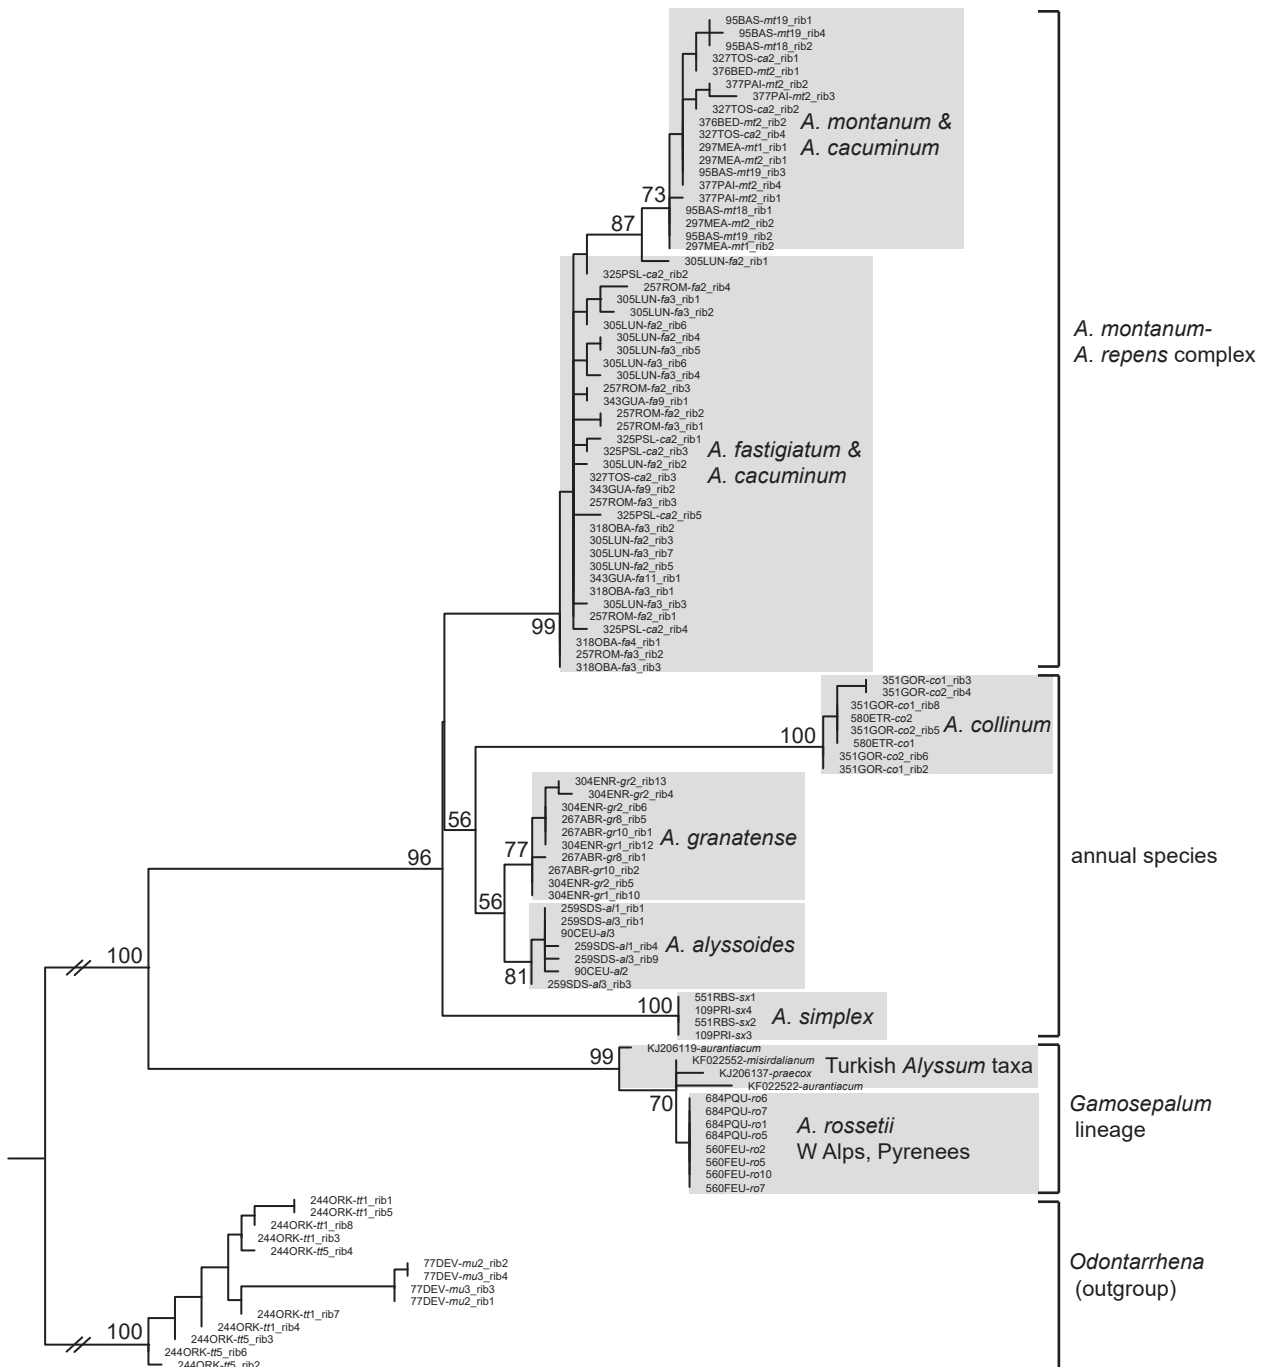 95BAS-mt19_rib1
95BAS-mt19_rib4
95BAS-mt18_rib2
327TOS-ca2_rib1
376BED-mt2_rib1
377PAI-mt2_rib2
377PAI-mt2_rib3
327TOS-ca2_rib2
376BED-mt2_rib2
327TOS-ca2_rib4
297MEA-mt1_rib1
297MEA-mt2_rib1
95BAS-mt19_rib3
377PAI-mt2_rib4
377PAI-mt2_rib1
95BAS-mt18_rib1
297MEA-mt2_rib2
95BAS-mt19_rib2
297MEA-mt1_rib2
A. montanum &
A. cacuminum
73
87
305LUN-fa2_rib1
325PSL-ca2_rib2
257ROM-fa2_rib4
305LUN-fa3_rib1
305LUN-fa3_rib2
305LUN-fa2_rib6
305LUN-fa2_rib4
305LUN-fa3_rib5
305LUN-fa3_rib6
305LUN-fa3_rib4
257ROM-fa2_rib3
343GUA-fa9_rib1
257ROM-fa2_rib2
257ROM-fa3_rib1
325PSL-ca2_rib1
325PSL-ca2_rib3
305LUN-fa2_rib2
327TOS-ca2_rib3
343GUA-fa9_rib2
257ROM-fa3_rib3
325PSL-ca2_rib5
318OBA-fa3_rib2
305LUN-fa2_rib3
305LUN-fa3_rib7
305LUN-fa2_rib5
343GUA-fa11_rib1
318OBA-fa3_rib1
305LUN-fa3_rib3
257ROM-fa2_rib1
325PSL-ca2_rib4
318OBA-fa4_rib1
257ROM-fa3_rib2
318OBA-fa3_rib3
A. fastigiatum &
A. cacuminum
99
A. montanum-
A. repens complex
351GOR-co1_rib3
351GOR-co2_rib4
351GOR-co1_rib8
580ETR-co2
351GOR-co2_rib5
580ETR-co1
351GOR-co2_rib6
351GOR-co1_rib2
A. collinum
100
304ENR-gr2_rib13
304ENR-gr2_rib4
304ENR-gr2_rib6
267ABR-gr8_rib5
267ABR-gr10_rib1
304ENR-gr1_rib12
267ABR-gr8_rib1
267ABR-gr10_rib2
304ENR-gr2_rib5
304ENR-gr1_rib10
A. granatense
56
77
96
56
259SDS-al1_rib1
259SDS-al3_rib1
90CEU-al3
259SDS-al1_rib4
259SDS-al3_rib9
90CEU-al2
259SDS-al3_rib3
A. alyssoides
81
100
551RBS-sx1
109PRI-sx4
551RBS-sx2
109PRI-sx3
A. simplex
100
annual species
KJ206119-aurantiacum
KF022552-misirdalianum
KJ206137-praecox
KF022522-aurantiacum
Turkish Alyssum taxa
99
70
684PQU-ro6
684PQU-ro7
684PQU-ro1
684PQU-ro5
560FEU-ro2
560FEU-ro5
560FEU-ro10
560FEU-ro7
A. rossetii
W Alps, Pyrenees
Gamosepalum
lineage
244ORK-tt1_rib1
244ORK-tt1_rib5
244ORK-tt1_rib8
244ORK-tt1_rib3
244ORK-tt5_rib4
77DEV-mu2_rib2
77DEV-mu3_rib4
77DEV-mu3_rib3
77DEV-mu2_rib1
244ORK-tt1_rib7
244ORK-tt1_rib4
244ORK-tt5_rib3
244ORK-tt5_rib6
244ORK-tt5_rib2
100
Odontarrhena
(outgroup)